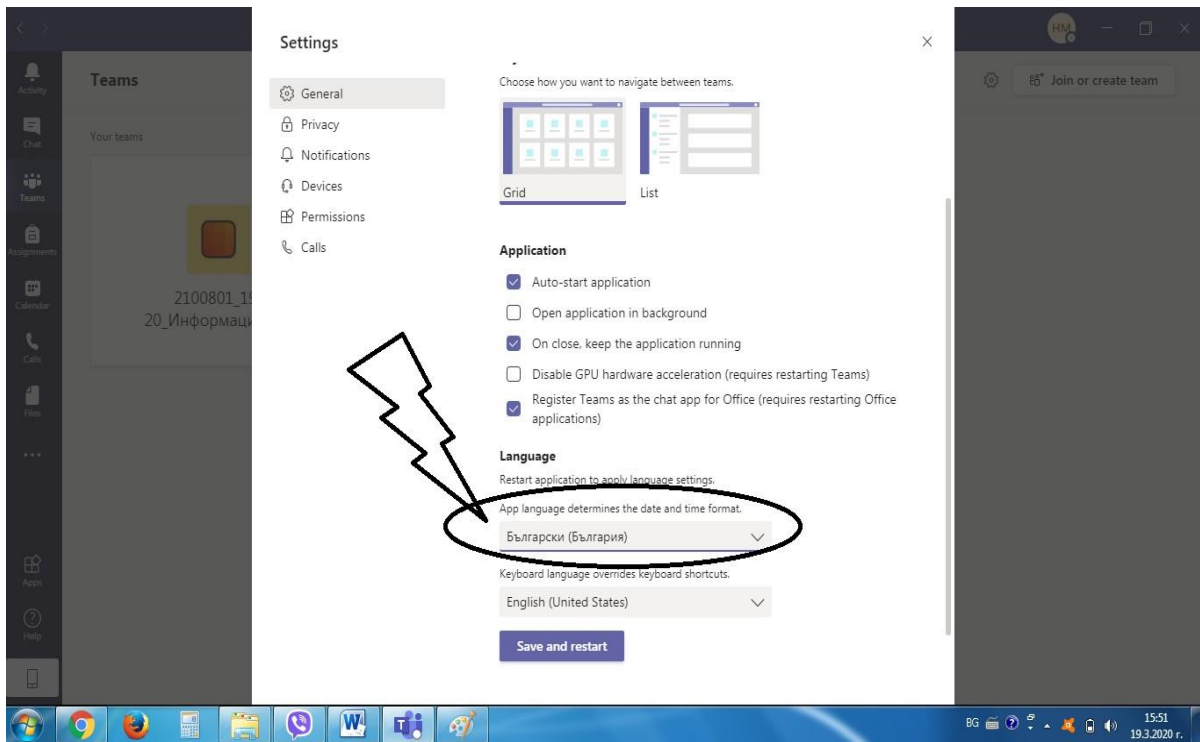 HM
Settings
Activity
Teams
Choose how you want to navigate between teams.
Join or create team
General
Chat
Privacy
Your teams
Notifications
Devices
Teams
Grid
List
Permissions
Assignments
Calls
Application
Auto-start application
Calendar
2100801_19
Open application in background
20_Информаци
On close, keep the application running
Calls
Disable GPU hardware acceleration (requires restarting Teams)
Register Teams as the chat app for Office (requires restarting Office
applications)
Files
Language
Restart application to apply language settings.
App language determines the date and time format.
Български (България)
Apps
Keyboard language overrides keyboard shortcuts.
English (United States)
Help
Save and restart
BG
15:51
19.3.2020 г.